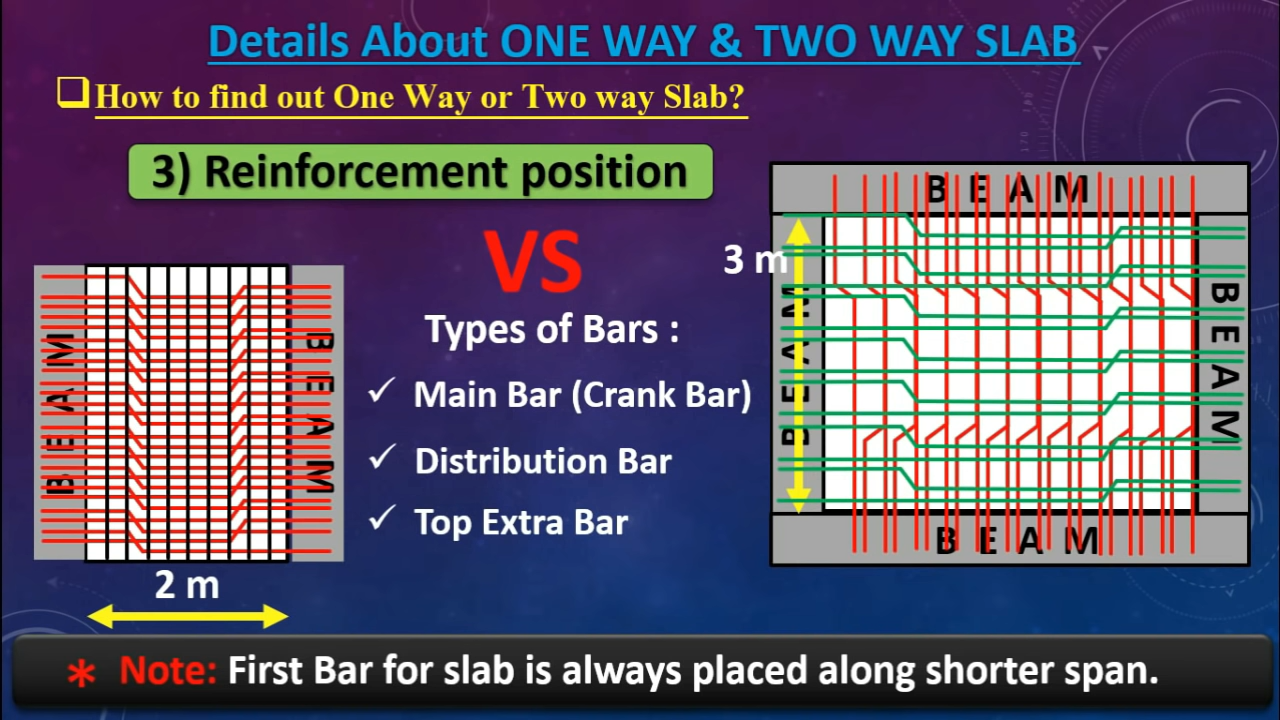 Details About ONE WAY & TWO WAY SLAB
How to find out One Way or Two way Slab?
3) Reinforcement position
VS
Types of Bars :
✓ Main Bar (Crank Bar)
✓ Distribution Bar
✓ Top Extra Bar
BEAM
BEAM
2 m
BEAM
3 m
BEAM
BEAM
BEAM
* Note: First Bar for slab is always placed along shorter span.